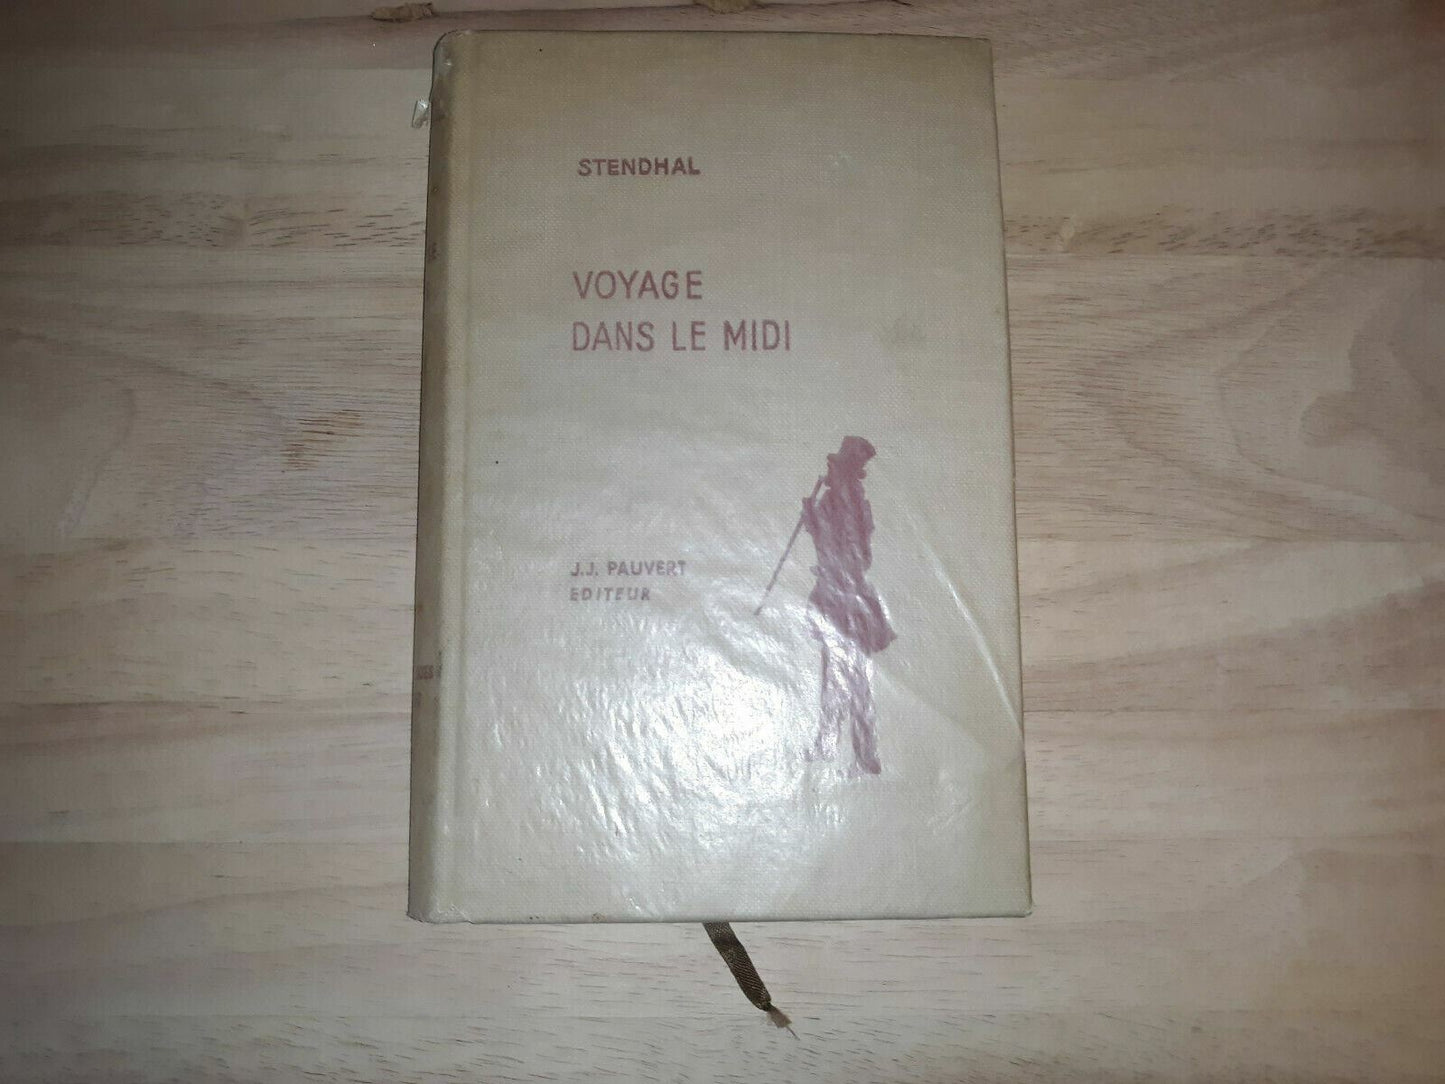 STENDHAL
VOYAGE
DANS LE MIDI
J.J. PAUVERT
EDITEUR